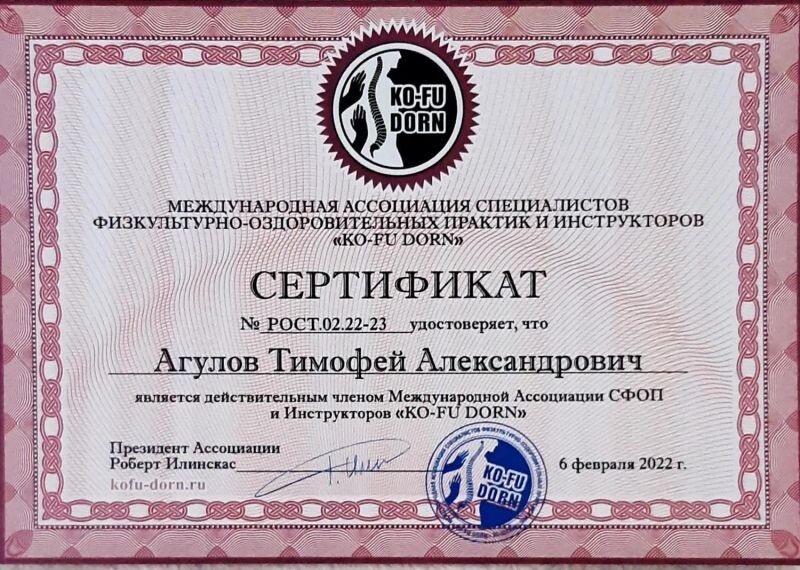 KO-FU
DORN
МЕЖДУНАРОДНАЯ АССОЦИАЦИЯ СПЕЦИАЛИСТОВ
ФИЗКУЛЬТУРНО-ОЗДОРОВИТЕЛЬНЫХ ПРАКТИК И ИНСТРУКТОРОВ
«KO-FU DORN»
СЕРТИФИКАТ
№ РОСТ.02.22-23 удостоверяет, что
Агулов Тимофей Александрович
является действительным членом Международной Ассоциации СФОП
и Инструкторов «KO-FU DORN»
Президент Ассоциации
Роберт Илинскас
6 февраля 2022 г.
kofu-dorn.ru
KO-FU
DORN